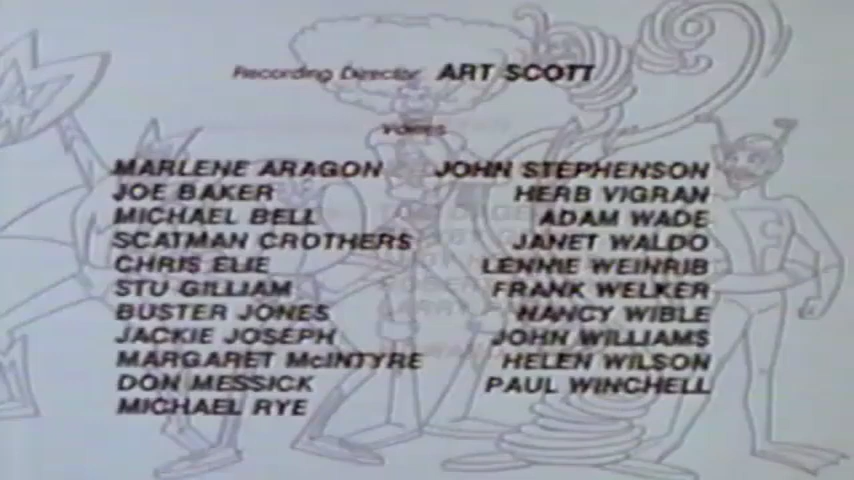 Recording Director ART SCOTT
Voices
MARLENE ARAGON JOHN STEPHENSON
JOE BAKER HERB VIGRAN
MICHAEL BELL ADAM WADE
SCATMAN CROTHERS JANET WALDO
CHRIS ELIE LENNIE WEINRIB
STU GILLIAM FRANK WELKER
BUSTER JONES NANCY WIBLE
JACKIE JOSEPH JOHN WILLIAMS
MARGARET McINTYRE HELEN WILSON
DON MESSICK PAUL WINCHELL
MICHAEL RYE